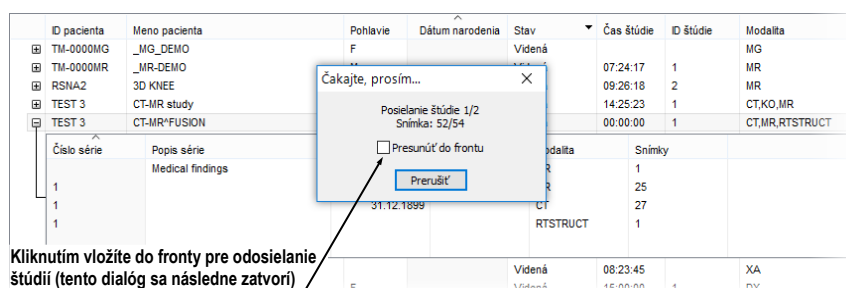 ID pacienta Meno pacienta Pohlavie Dátum narodenia Stav Čas štúdie ID štúdie Modalita
TM-0000MG _MG_DEMO F Videná MG
TM-0000MR _MR-DEMO 07:24:17 1 MR
RSNA2 3D KNEE 09:26:18 2 MR
TEST 3 CT-MR study 14:25:23 1 CT,KO,MR
TEST 3 CT-MR^FUSION 00:00:00 1 CT,MR,RTSTRUCT
Čakajte, prosím...
Posielanie štúdie 1/2
Snímka: 52/54
Presunúť do frontu
Prerušiť
Číslo série Popis série Snímky
Medical findings 1
1 25
1 31.12.1899 CT 27
1 RTSTRUCT 1
Kliknutím vložíte do fronty pre odosielanie
štúdií (tento dialóg sa následne zatvorí)
Videná 08:23:45 XA